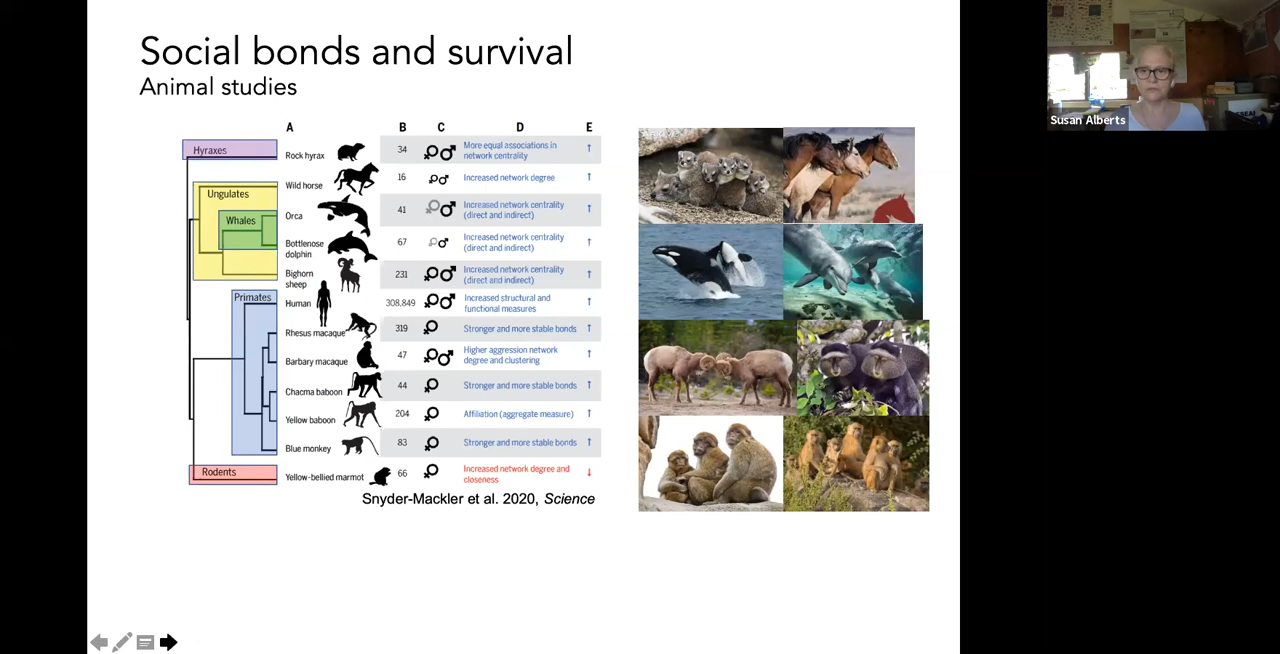 Social bonds and survival
Animal studies
Susan Alberts
A B C D E
Hyraxes
Rock hyrax
34
More equal associations in
network centrality
↑
Ungulates
Wild horse
16
Increased network degree
↑
Whales
Orca
41
Increased network centrality
(direct and indirect)
↑
Bottlenose
dolphin
67
Increased network centrality
(direct and indirect)
↑
Bighorn
sheep
231
Increased network centrality
(direct and indirect)
↑
Primates
Human
308,849
Increased structural and
functional measures
↑
Rhesus macaque
319
Stronger and more stable bonds
↑
Barbary macaque
47
Higher aggression network
degree and clustering
↑
Chacma baboon
44
Stronger and more stable bonds
↑
Yellow baboon
204
Affiliation (aggregate measure)
↑
Blue monkey
83
Stronger and more stable bonds
↑
Rodents
Yellow-bellied marmot
66
Increased network degree and
closeness
↓
Snyder-Mackler et al. 2020, Science